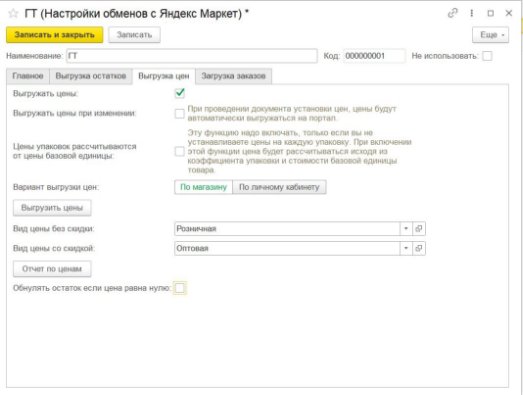 ГТ (Настройки обменов с Яндекс Маркет) *
Записать и закрыть
Записать
Еще
Наименование: ГТ
Код: 000000001
Не использовать:
Главное
Выгрузка остатков
Выгрузка цен
Загрузка заказов
Выгружать цены:
Выгружать цены при изменении:
При проведении документа установки цен, цены будут
автоматически выгружаться на портал.
Цены упаковок рассчитываются
от цены базовой единицы:
Эту функцию надо включать, только если вы не
устанавливаете цены на каждую упаковку. При включении
этой функции цена будет рассчитываться исходя из
коэффициента упаковки и стоимости базовой единицы
товара.
Вариант выгрузки цен:
По магазину
По личному кабинету
Выгрузить цены
Вид цены без скидки:
Розничная
Вид цены со скидкой:
Оптовая
Отчет по ценам
Обнулять остаток если цена равна нулю: